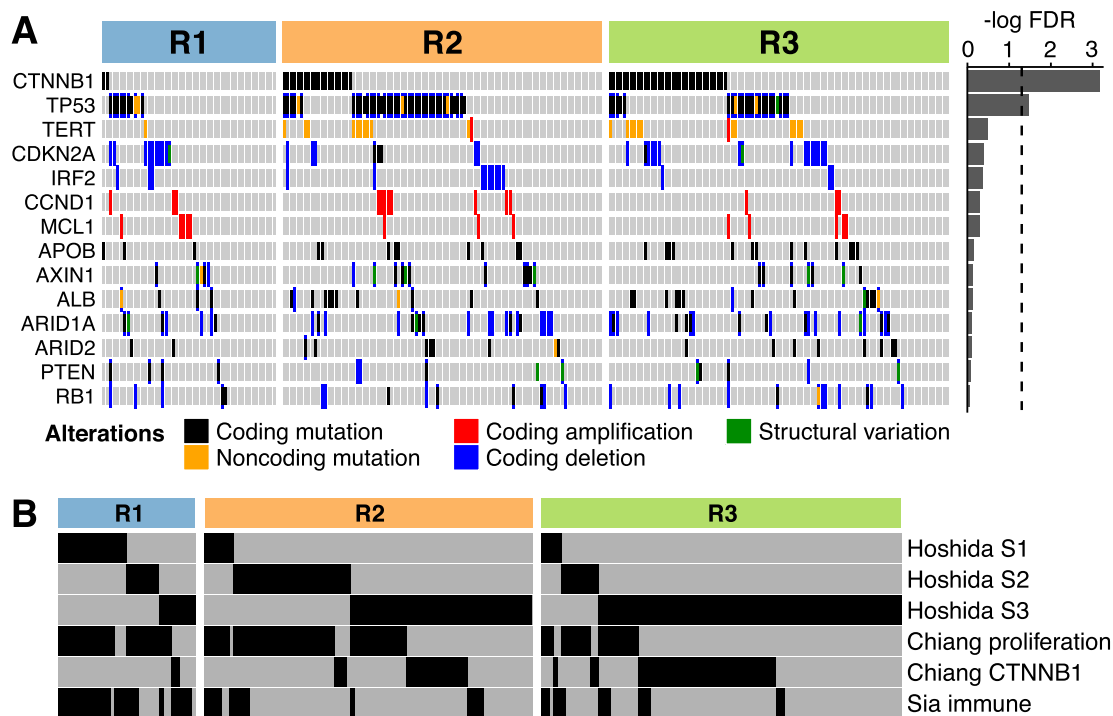 A
R1 R2 R3
-log FDR
0 1 2 3
CTNNB1
TP53
TERT
CDKN2A
IRF2
CCND1
MCL1
APOB
AXIN1
ALB
ARID1A
ARID2
PTEN
RB1
Alterations
Coding mutation
Coding amplification
Structural variation
Noncoding mutation
Coding deletion
B
R1 R2 R3
Hoshida S1
Hoshida S2
Hoshida S3
Chiang proliferation
Chiang CTNNB1
Sia immune